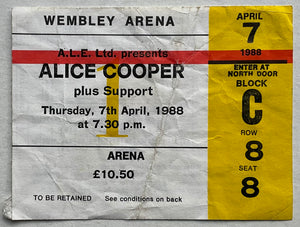 WEMBLEY ARENA
A.L.E. Ltd. presents
ALICE COOPER
plus Support
1
Thursday, 7th April, 1988
at 7.30 p.m.
ARENA
£10.50
TO BE RETAINED See conditions on back
APRIL
7
1988
ENTER AT
NORTH DOOR
BLOCK
C
ROW
8
SEAT
8